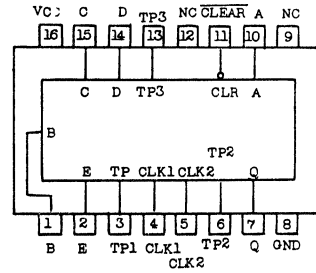 VCC C D TP3 NC CLEAR A NC
16 15 14 13 12 11 10 9
C D TP3 CLR A
B
TP2
E TP CLK1 CLK2 Q
1 2 3 4 5 6 7 8
B E TP1 CLK1 TP2 Q GND
CLK2